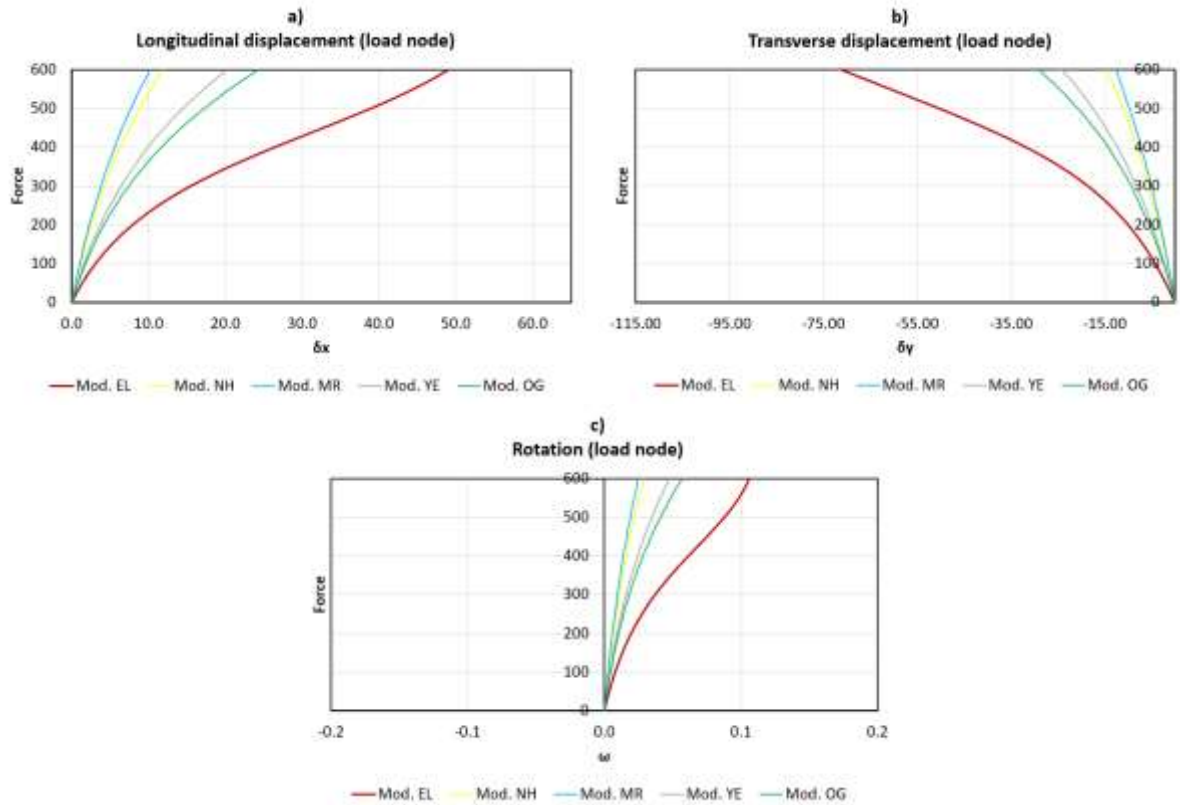 a)
Longitudinal displacement (load node)
600
500
400
300
200
100
0
Force
0.0 10.0 20.0 30.0 40.0 50.0 60.0
δx
Mod. EL Mod. NH Mod. MR Mod. YE Mod. OG
b)
Transverse displacement (load node)
600
500
400
300
200
100
0
Force
-115.00 -95.00 -75.00 -55.00 -35.00 -15.00
δy
Mod. EL Mod. NH Mod. MR Mod. YE Mod. OG
c)
Rotation (load node)
600
500
400
300
200
100
0
Force
-0.2 -0.1 0.0 0.1 0.2
ω
Mod. EL Mod. NH Mod. MR Mod. YE Mod. OG